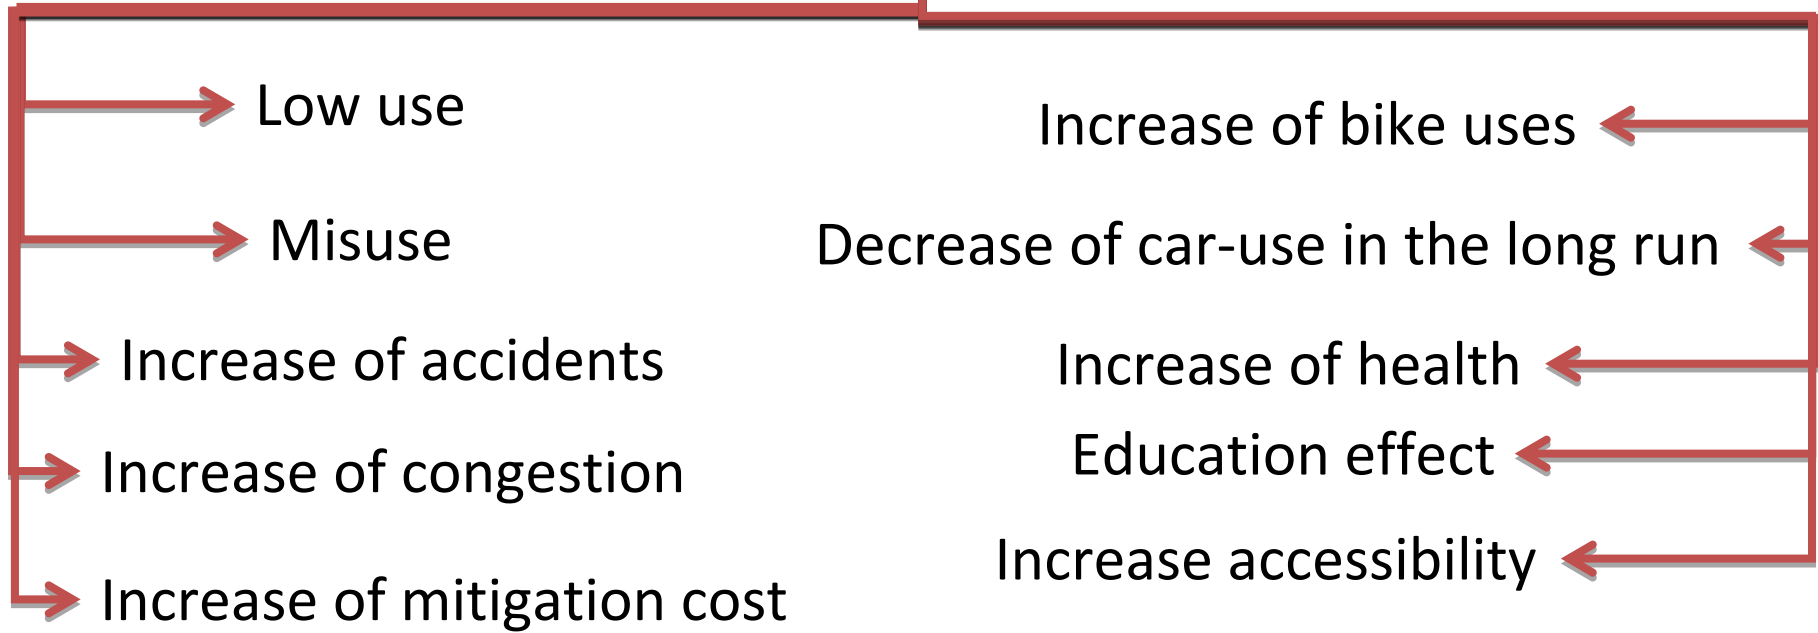 Low use
Misuse
Increase of accidents
Increase of congestion
Increase of mitigation cost
Increase of bike uses
Decrease of car-use in the long run
Increase of health
Education effect
Increase accessibility